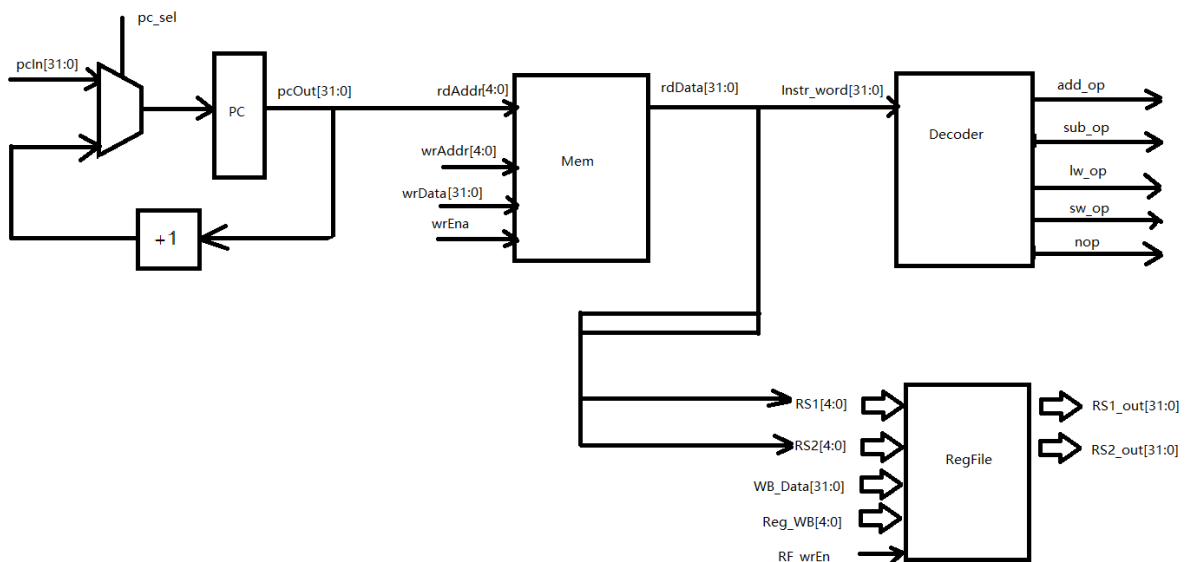 pc_sel
pcIn[31:0]
PC
pcOut[31:0]
+1
rdAddr[4:0]
wrAddr[4:0]
wrData[31:0]
wrEna
Mem
rdData[31:0]
Instr_word[31:0]
Decoder
add_op
sub_op
lw_op
sw_op
nop
RS1[4:0]
RS2[4:0]
WB_Data[31:0]
Reg_WB[4:0]
RF_wrEn
RegFile
RS1_out[31:0]
RS2_out[31:0]